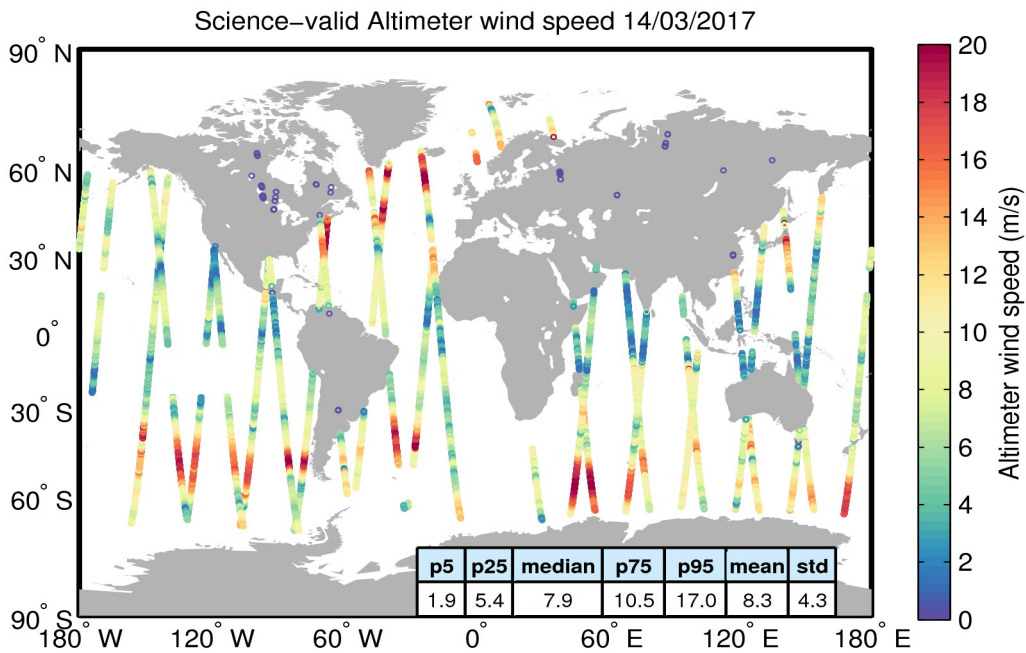 Science−valid Altimeter wind speed 14/03/2017
90° N
60° N
30° N
0°
30° S
60° S
90° S
180° W
120° W
60° W
0°
60° E
120° E
180° E
p5 p25 median p75 p95 mean std
1.9 5.4 7.9 10.5 17.0 8.3 4.3
20
18
16
14
12
10
8
6
4
2
0
Altimeter wind speed (m/s)